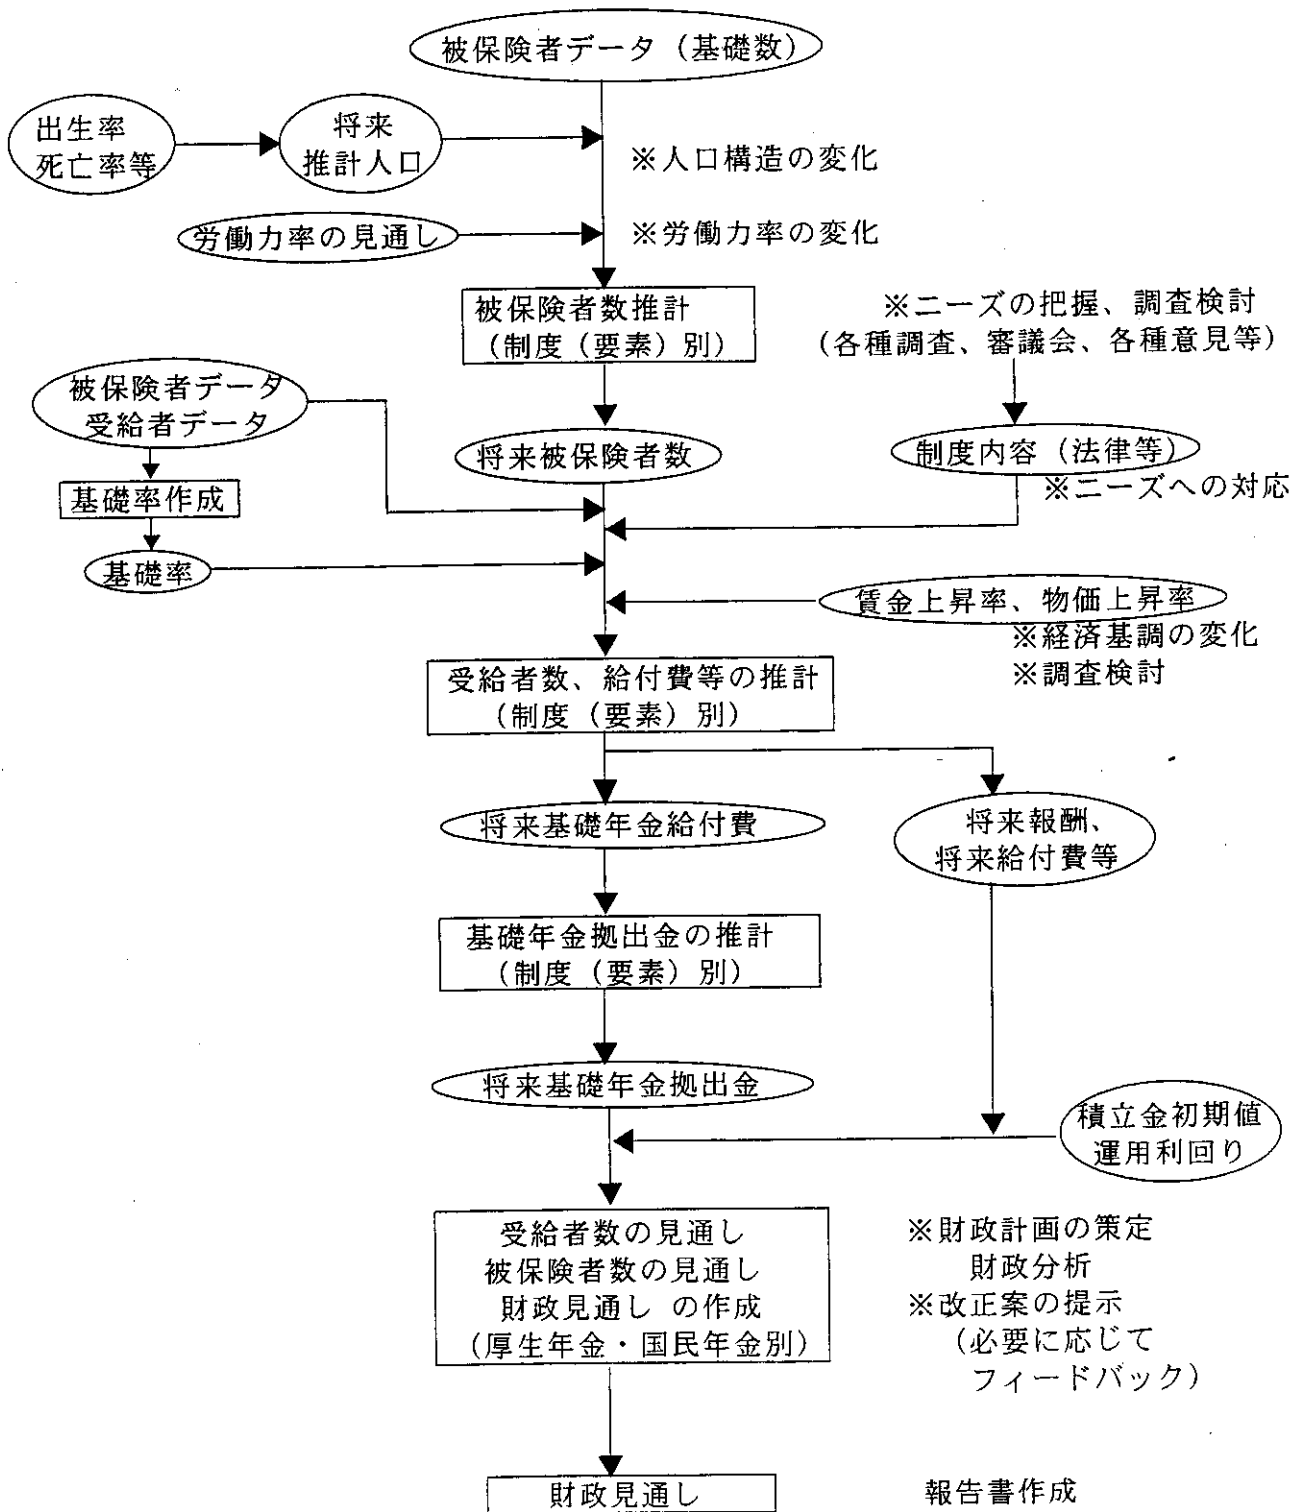 被保険者データ(基礎数)
出生率
死亡率等
将来
推計人口
※人口構造の変化
労働力率の見通し
※労働力率の変化
被保険者数推計
(制度(要素)別)
※ニーズの把握、調査検討
(各種調査、審議会、各種意見等)
被保険者データ
受給者データ
将来被保険者数
制度内容(法律等)
※ニーズへの対応
基礎率作成
基礎率
賃金上昇率、物価上昇率
※経済基調の変化
※調査検討
受給者数、給付費等の推計
(制度(要素)別)
将来基礎年金給付費
将来報酬、
将来給付費等
基礎年金拠出金の推計
(制度(要素)別)
将来基礎年金拠出金
積立金初期値
運用利回り
受給者数の見通し
被保険者数の見通し
財政見通し の作成
(厚生年金・国民年金別)
※財政計画の策定
財政分析
※改正案の提示
(必要に応じて
フィードバック)
財政見通し
報告書作成